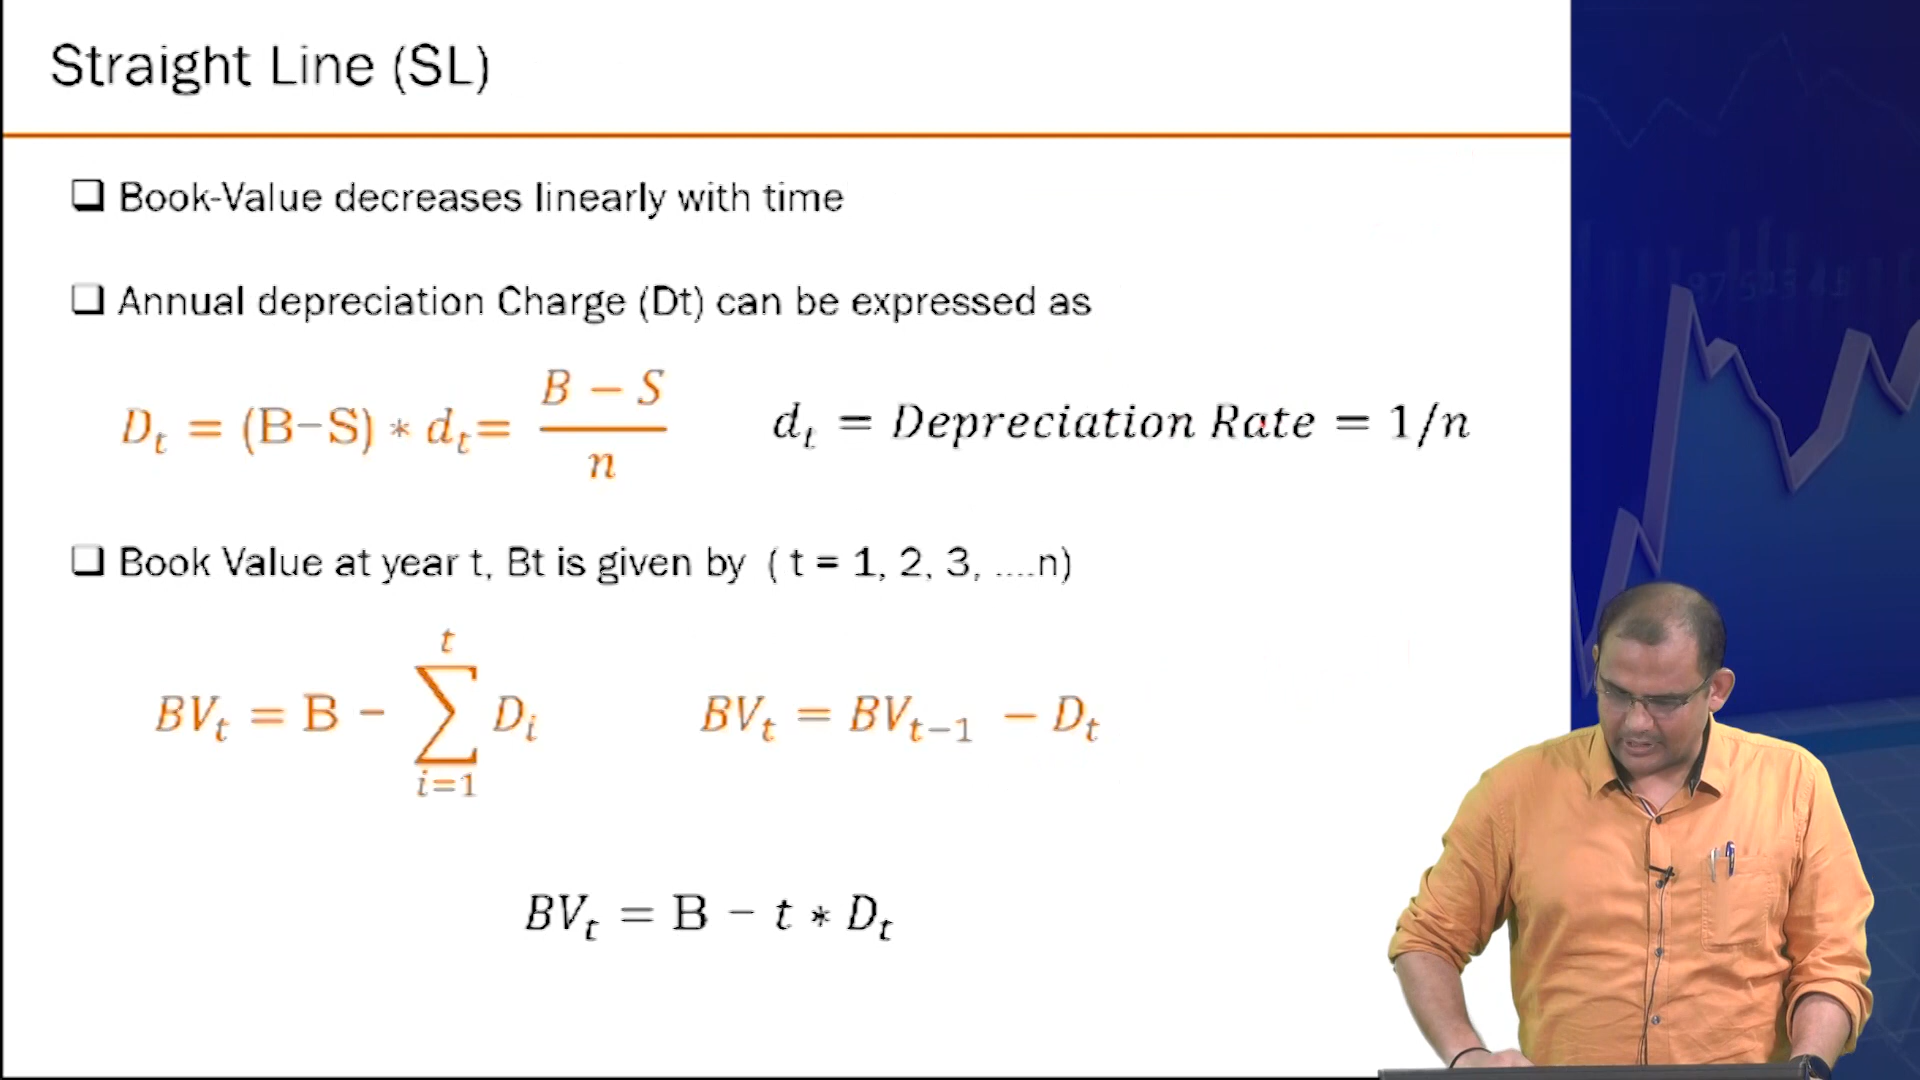 Straight Line (SL)
❑ Book-Value decreases linearly with time
❑ Annual depreciation Charge (Dt) can be expressed as
D_t = (B−S) * d_t = \frac{B − S}{n}    d_t = Depreciation Rate = 1/n
❑ Book Value at year t, Bt is given by ( t = 1, 2, 3, ....n)
BV_t = B − \sum_{i=1}^{t} D_i    BV_t = BV_{t−1} − D_t
BV_t = B − t * D_t